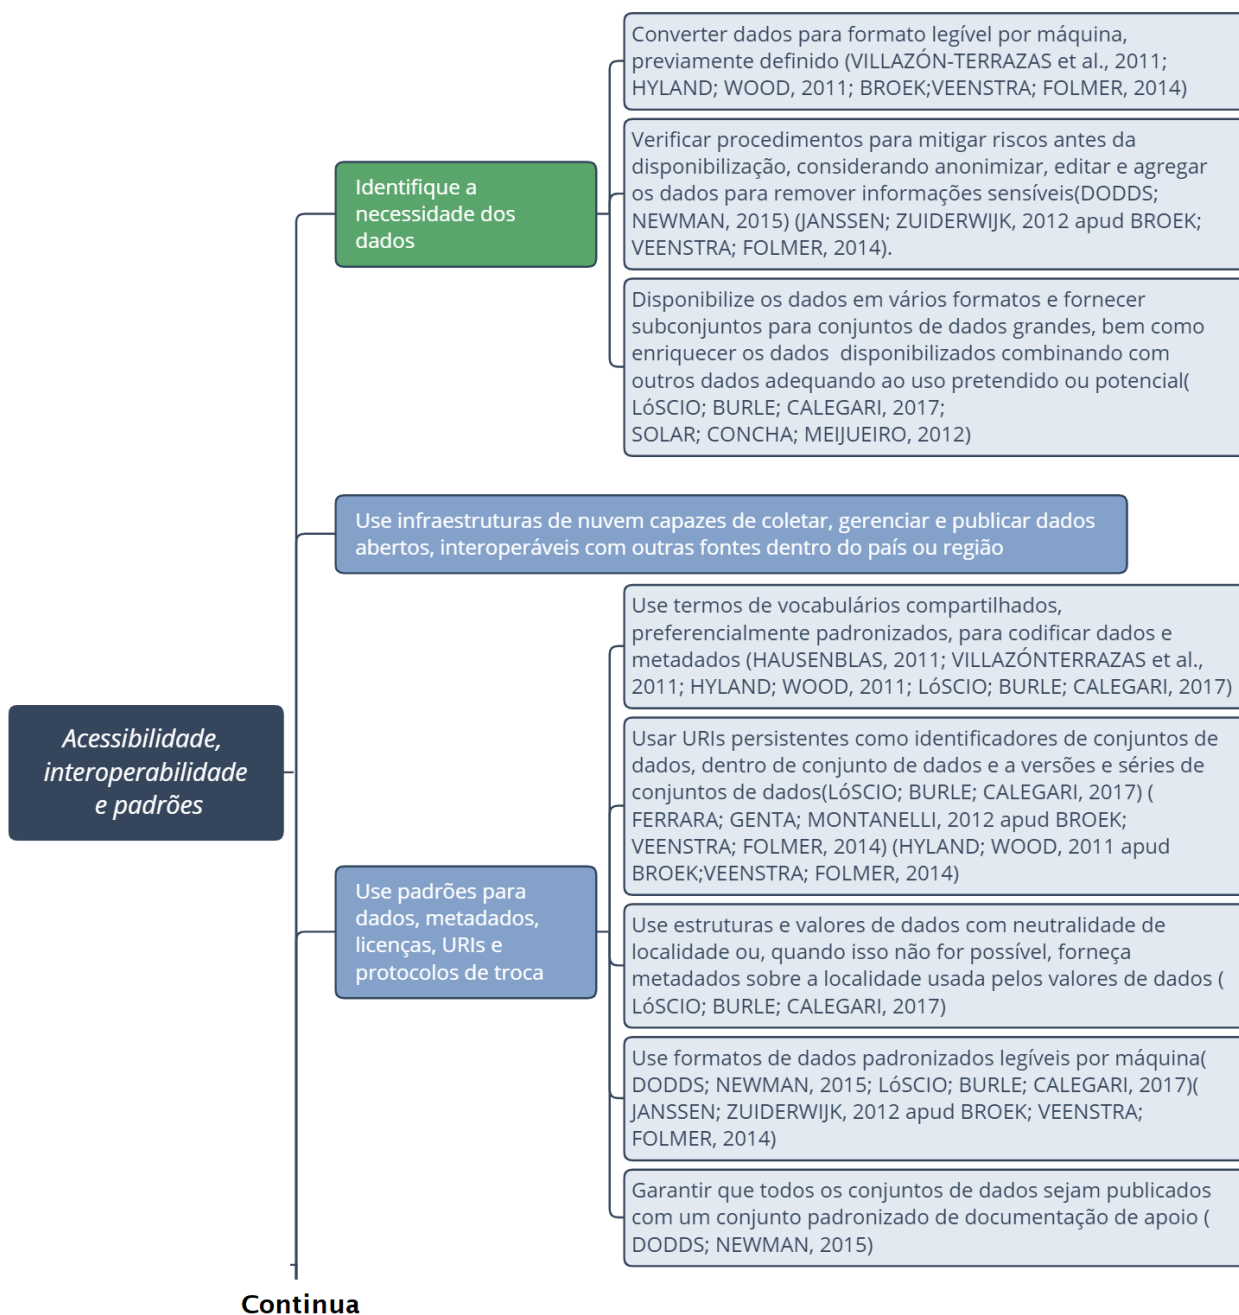 Converter dados para formato legível por máquina,
previamente definido (VILLAZÓN-TERRAZAS et al., 2011;
HYLAND; WOOD, 2011; BROEK;VEENSTRA; FOLMER, 2014)
Identifique a
necessidade dos
dados
Verificar procedimentos para mitigar riscos antes da
disponibilização, considerando anonimizar, editar e agregar
os dados para remover informações sensíveis(DODDS;
NEWMAN, 2015) (JANSSEN; ZUIDERWIJK, 2012 apud BROEK;
VEENSTRA; FOLMER, 2014).
Disponibilize os dados em vários formatos e fornecer
subconjuntos para conjuntos de dados grandes, bem como
enriquecer os dados  disponibilizados combinando com
outros dados adequando ao uso pretendido ou potencial(
LóSCIO; BURLE; CALEGARI, 2017;
SOLAR; CONCHA; MEIJUEIRO, 2012)
Use infraestruturas de nuvem capazes de coletar, gerenciar e publicar dados
abertos, interoperáveis com outras fontes dentro do país ou região
Acessibilidade,
interoperabilidade
e padrões
Use padrões para
dados, metadados,
licenças, URIs e
protocolos de troca
Use termos de vocabulários compartilhados,
preferencialmente padronizados, para codificar dados e
metadados (HAUSENBLAS, 2011; VILLAZÓNTERRAZAS et al.,
2011; HYLAND; WOOD, 2011; LóSCIO; BURLE; CALEGARI, 2017)
Usar URIs persistentes como identificadores de conjuntos de
dados, dentro de conjunto de dados e a versões e séries de
conjuntos de dados(LóSCIO; BURLE; CALEGARI, 2017) (
FERRARA; GENTA; MONTANELLI, 2012 apud BROEK;
VEENSTRA; FOLMER, 2014) (HYLAND; WOOD, 2011 apud
BROEK;VEENSTRA; FOLMER, 2014)
Use estruturas e valores de dados com neutralidade de
localidade ou, quando isso não for possível, forneça
metadados sobre a localidade usada pelos valores de dados (
LóSCIO; BURLE; CALEGARI, 2017)
Use formatos de dados padronizados legíveis por máquina(
DODDS; NEWMAN, 2015; LóSCIO; BURLE; CALEGARI, 2017)(
JANSSEN; ZUIDERWIJK, 2012 apud BROEK; VEENSTRA;
FOLMER, 2014)
Garantir que todos os conjuntos de dados sejam publicados
com um conjunto padronizado de documentação de apoio (
DODDS; NEWMAN, 2015)
Continua